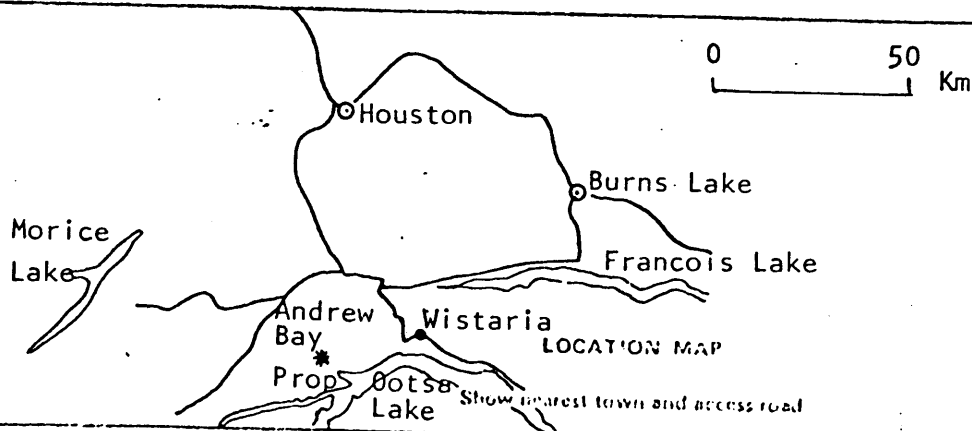 0 50
Km
Houston
Burns Lake
Morice
Lake
Francois Lake
Andrew
Bay
Wistaria
LOCATION MAP
Prop
Ootsa
Lake
Show nearest town and access road